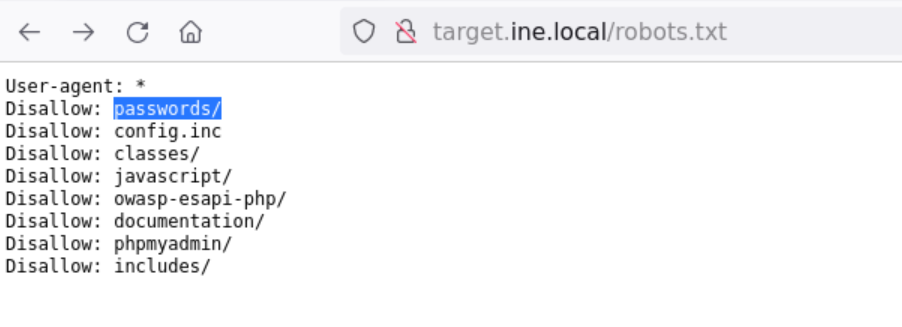 target.ine.local/robots.txt
User-agent: *
Disallow: passwords/
Disallow: config.inc
Disallow: classes/
Disallow: javascript/
Disallow: owasp-esapi-php/
Disallow: documentation/
Disallow: phpmyadmin/
Disallow: includes/